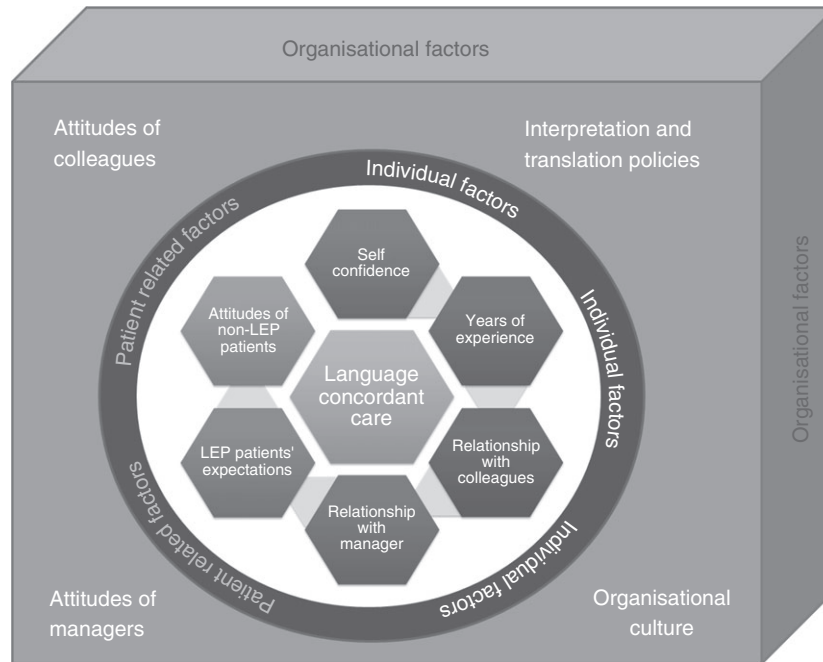 Organisational factors
Attitudes of
colleagues
Interpretation and
translation policies
Individual factors
Patient related factors
Self
confidence
Attitudes of
non-LEP
patients
Years of
experience
Individual factors
Organisational factors
Language
concordant
care
LEP patients'
expectations
Relationship
with
colleagues
Relationship
with
manager
Patient related factors
Individual factors
Attitudes of
managers
Organisational
culture